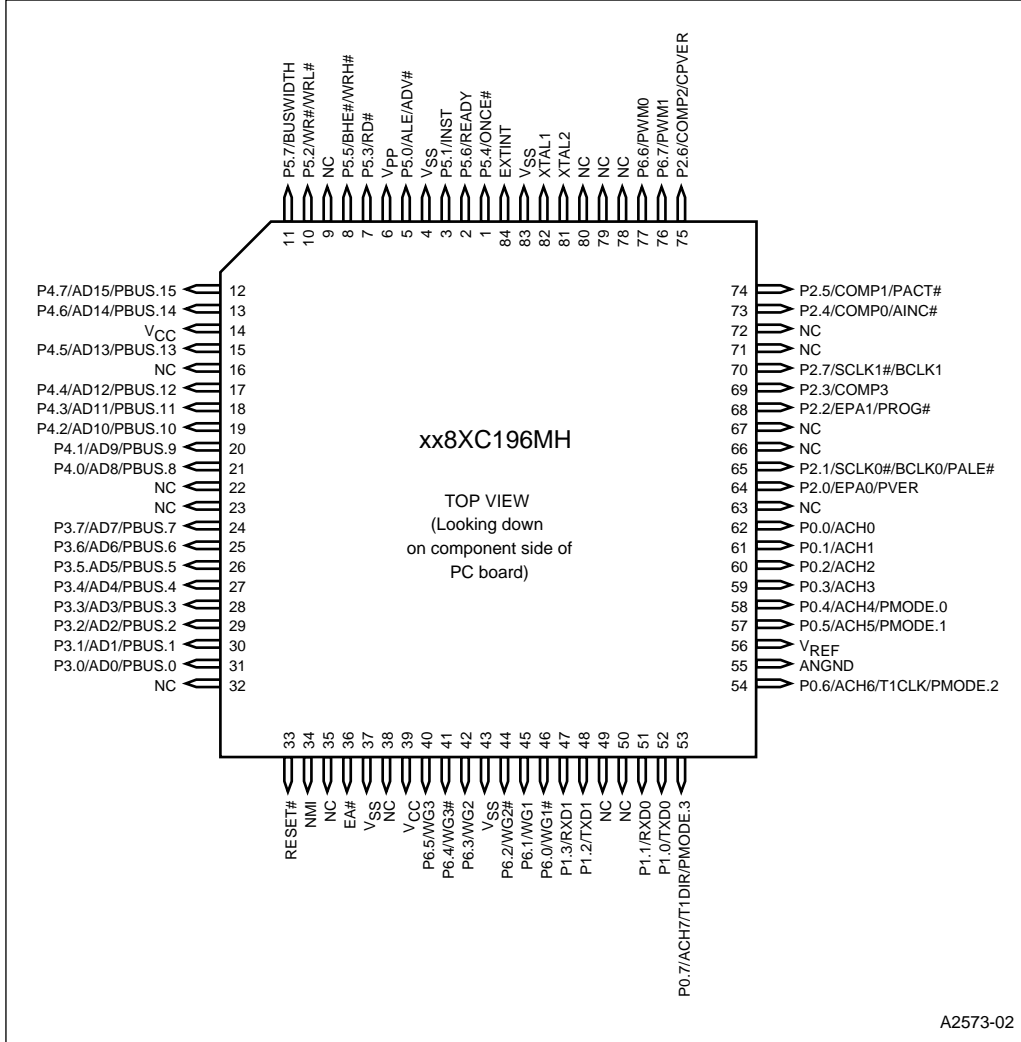 P5.7/BUSWIDTH
P5.2/WR#/WRL#
NC
P5.5/BHE#/WRH#
P5.3/RD#
VPP
P5.0/ALE/ADV#
VSS
P5.1/INST
P5.6/READY
P5.4/ONCE#
EXTINT
VSS
XTAL1
XTAL2
NC
NC
NC
P6.6/PWM0
P6.7/PWM1
P2.6/COMP2/CPVER
11
10
9
8
7
6
5
4
3
2
1
84
83
82
81
80
79
78
77
76
75
P4.7/AD15/PBUS.15 12
P4.6/AD14/PBUS.14 13
VCC 14
P4.5/AD13/PBUS.13 15
NC 16
P4.4/AD12/PBUS.12 17
P4.3/AD11/PBUS.11 18
P4.2/AD10/PBUS.10 19
P4.1/AD9/PBUS.9 20
P4.0/AD8/PBUS.8 21
NC 22
NC 23
P3.7/AD7/PBUS.7 24
P3.6/AD6/PBUS.6 25
P3.5.AD5/PBUS.5 26
P3.4/AD4/PBUS.4 27
P3.3/AD3/PBUS.3 28
P3.2/AD2/PBUS.2 29
P3.1/AD1/PBUS.1 30
P3.0/AD0/PBUS.0 31
NC 32
xx8XC196MH
TOP VIEW
(Looking down
on component side of
PC board)
74 P2.5/COMP1/PACT#
73 P2.4/COMP0/AINC#
72 NC
71 NC
70 P2.7/SCLK1#/BCLK1
69 P2.3/COMP3
68 P2.2/EPA1/PROG#
67 NC
66 NC
65 P2.1/SCLK0#/BCLK0/PALE#
64 P2.0/EPA0/PVER
63 NC
62 P0.0/ACH0
61 P0.1/ACH1
60 P0.2/ACH2
59 P0.3/ACH3
58 P0.4/ACH4/PMODE.0
57 P0.5/ACH5/PMODE.1
56 VREF
55 ANGND
54 P0.6/ACH6/T1CLK/PMODE.2
33
34
35
36
37
38
39
40
41
42
43
44
45
46
47
48
49
50
51
52
53
RESET#
NMI
NC
EA#
VSS
NC
VCC
P6.5/WG3
P6.4/WG3#
P6.3/WG2
VSS
P6.2/WG2#
P6.1/WG1
P6.0/WG1#
P1.3/RXD1
P1.2/TXD1
NC
NC
P1.1/RXD0
P1.0/TXD0
P0.7/ACH7/T1DIR/PMODE.3
A2573-02